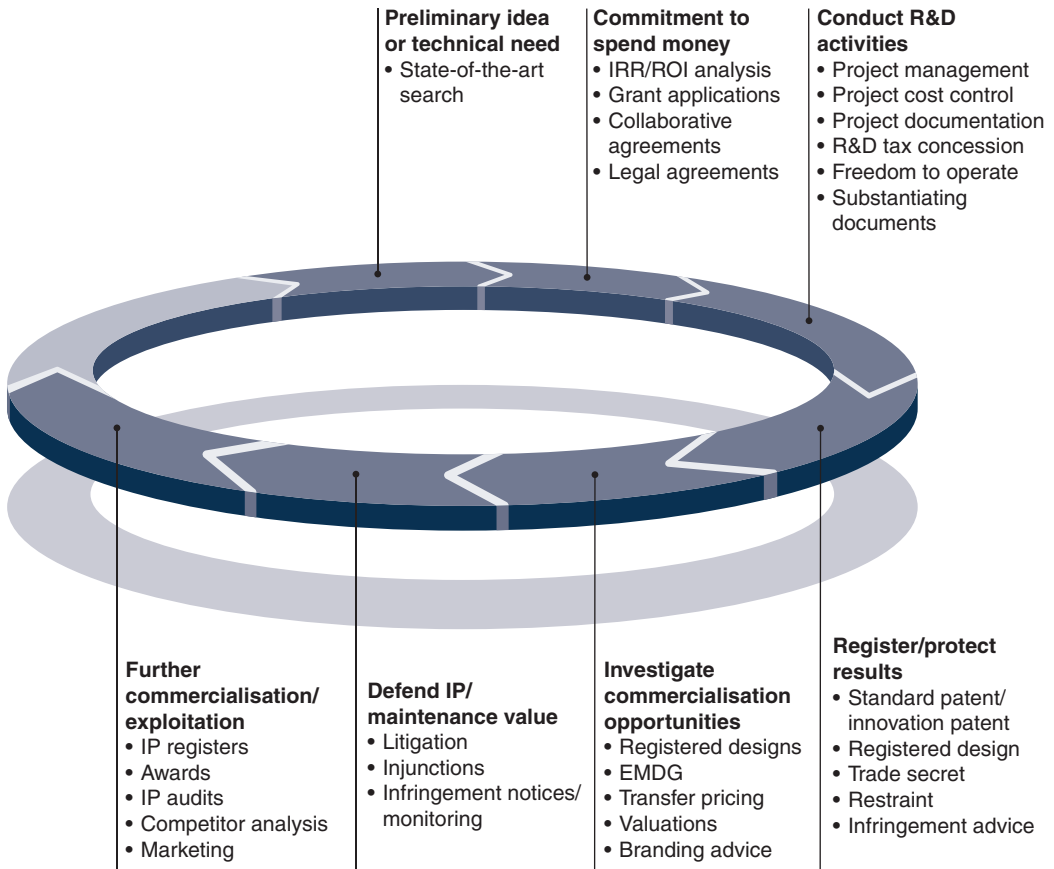 Preliminary idea
or technical need
• State-of-the-art
search
Commitment to
spend money
• IRR/ROI analysis
• Grant applications
• Collaborative
agreements
• Legal agreements
Conduct R&D
activities
• Project management
• Project cost control
• Project documentation
• R&D tax concession
• Freedom to operate
• Substantiating
documents
Further
commercialisation/
exploitation
• IP registers
• Awards
• IP audits
• Competitor analysis
• Marketing
Defend IP/
maintenance value
• Litigation
• Injunctions
• Infringement notices/
monitoring
Investigate
commercialisation
opportunities
• Registered designs
• EMDG
• Transfer pricing
• Valuations
• Branding advice
Register/protect
results
• Standard patent/
innovation patent
• Registered design
• Trade secret
• Restraint
• Infringement advice